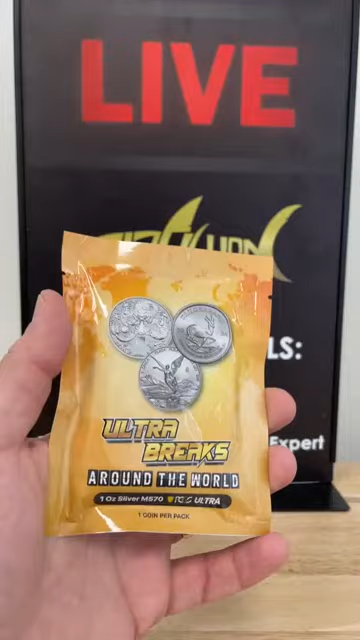 LIVE
LS:
Expert
ULTRA
BREAKS
AROUND THE WORLD
1 Oz Silver MS70 ULTRA
1 COIN PER PACK